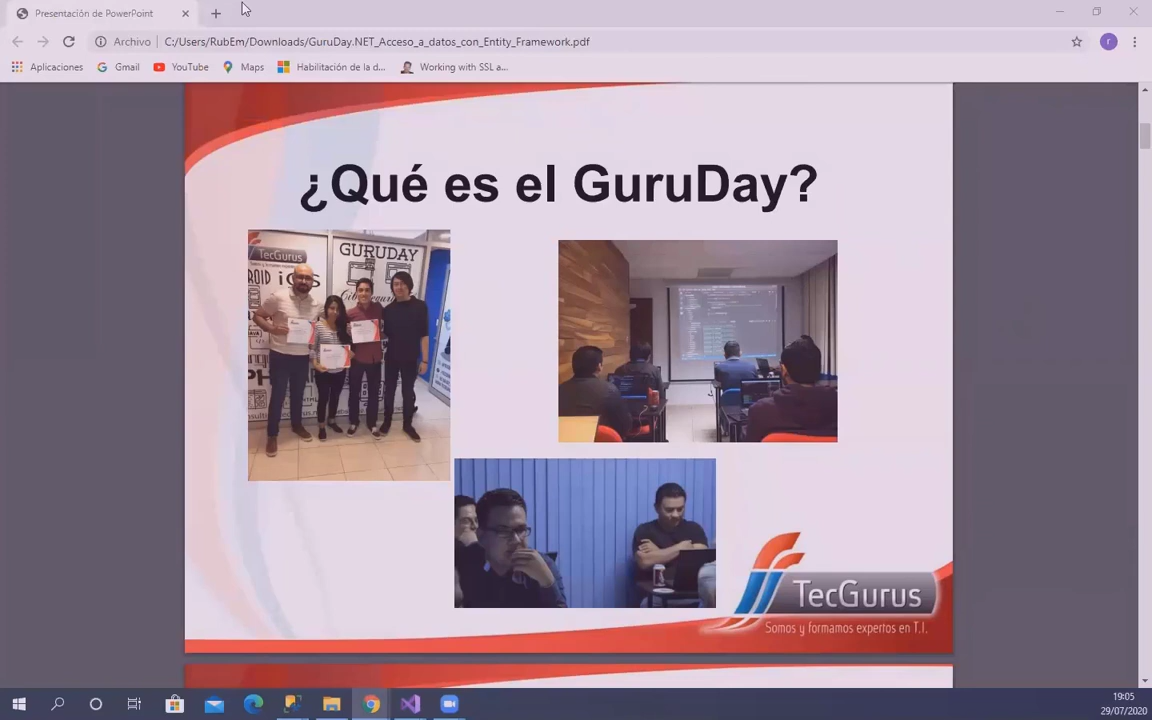 Presentación de PowerPoint
Archivo
C:/Users/RubEm/Downloads/GuruDay.NET_Acceso_a_datos_con_Entity_Framework.pdf
r
Aplicaciones
Gmail
YouTube
Maps
Habilitación de la d...
Working with SSL a...
¿Qué es el GuruDay?
TecGurus
GURUDAY
TecGurus
Somos y formamos expertos en T.I.
19:05
29/07/2020